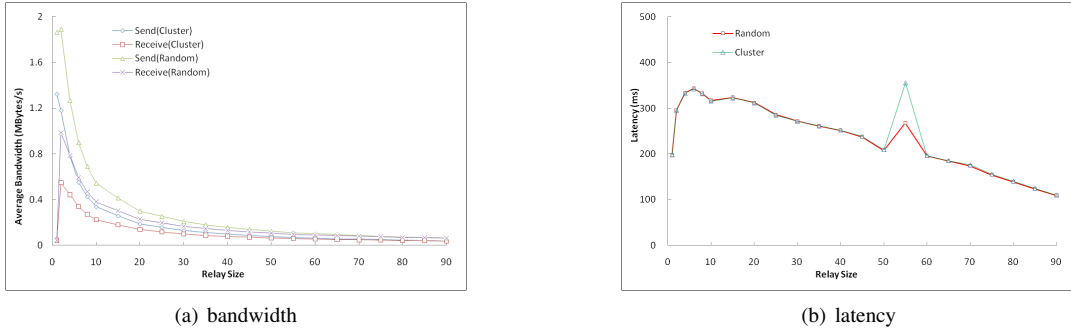 2
1.6
1.2
0.8
0.4
0
Average Bandwidth (MBytes/s)
Send(Cluster)
Receive(Cluster)
Send(Random)
Receive(Random)
0 10 20 30 40 50 60 70 80 90
Relay Size
(a) bandwidth
500
400
300
200
100
0
Latency (ms)
Random
Cluster
0 10 20 30 40 50 60 70 80 90
Relay Size
(b) latency